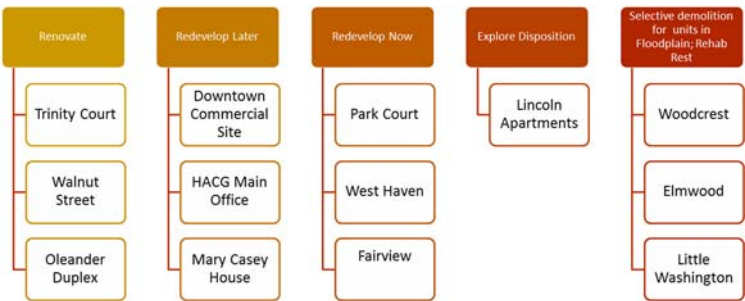 Renovate
Trinity Court
Walnut
Street
Oleander
Duplex
Redevelop Later
Downtown
Commercial
Site
HACG Main
Office
Mary Casey
House
Redevelop Now
Park Court
West Haven
Fairview
Explore Disposition
Lincoln
Apartments
Selective demolition
for units in
Floodplain; Rehab
Rest
Woodcrest
Elmwood
Little
Washington